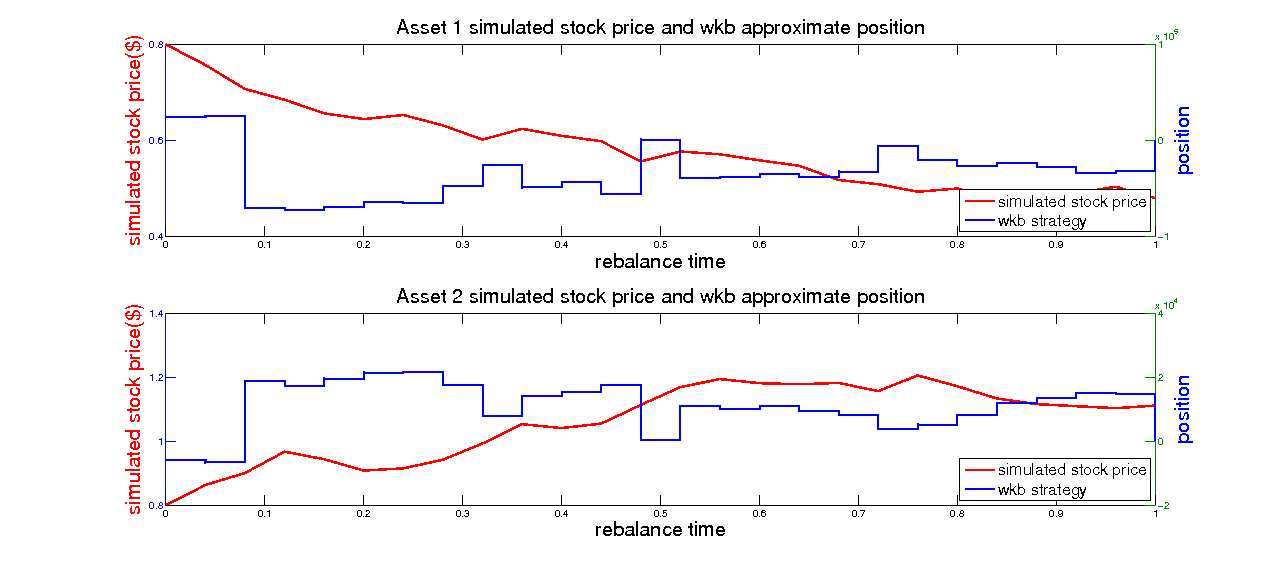 Asset 1 simulated stock price and wkb approximate position
x 10^5
simulated stock price($)
0.8
0.6
0.4
1
0
-1
position
simulated stock price
wkb strategy
0 0.1 0.2 0.3 0.4 0.5 0.6 0.7 0.8 0.9 1
rebalance time
Asset 2 simulated stock price and wkb approximate position
x 10^4
simulated stock price($)
1.4
1.2
1
0.8
4
2
0
-2
position
simulated stock price
wkb strategy
0 0.1 0.2 0.3 0.4 0.5 0.6 0.7 0.8 0.9 1
rebalance time